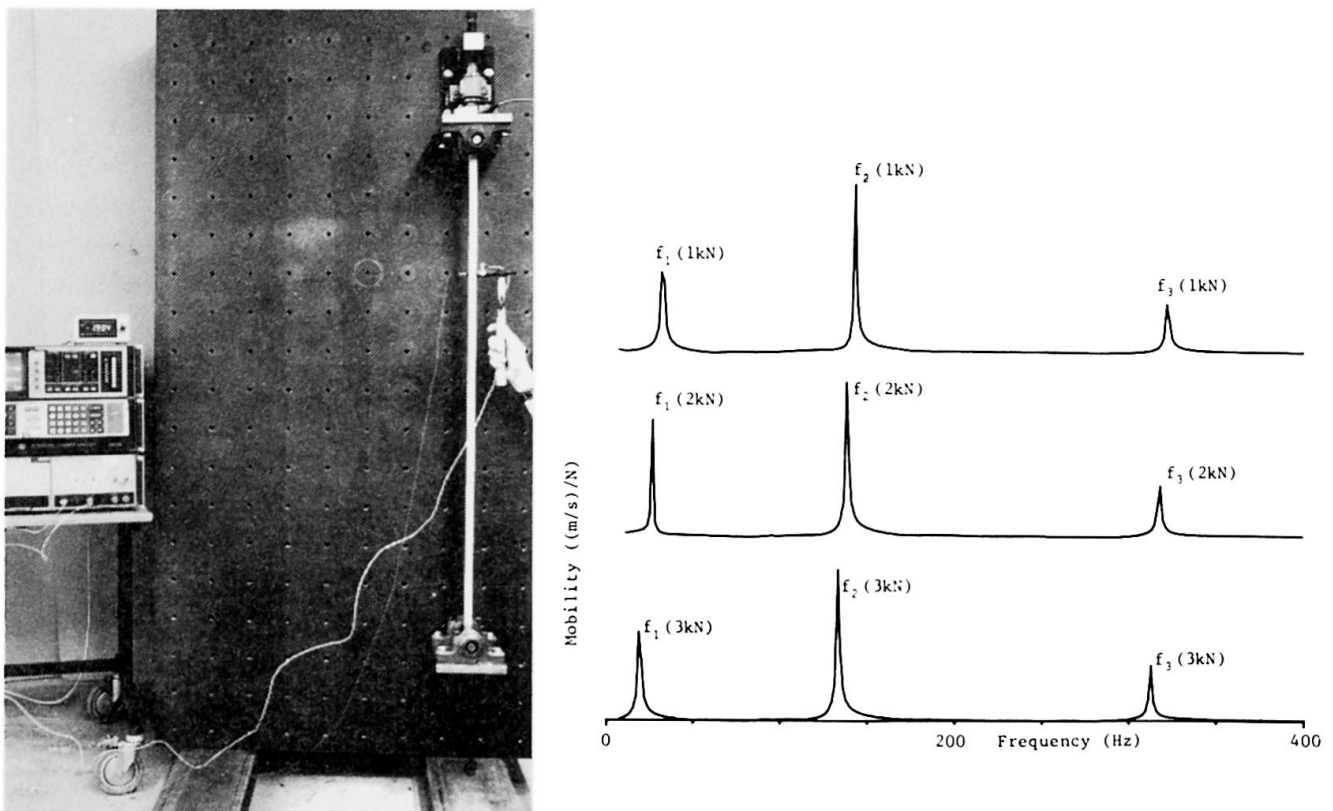 f₂ (1kN)
f₁ (1kN)
f₃ (1kN)
f₁ (2kN)
f₂ (2kN)
f₃ (2kN)
f₂ (3kN)
f₁ (3kN)
f₃ (3kN)
Mobility ((m/s)/N)
0 200 Frequency (Hz) 400